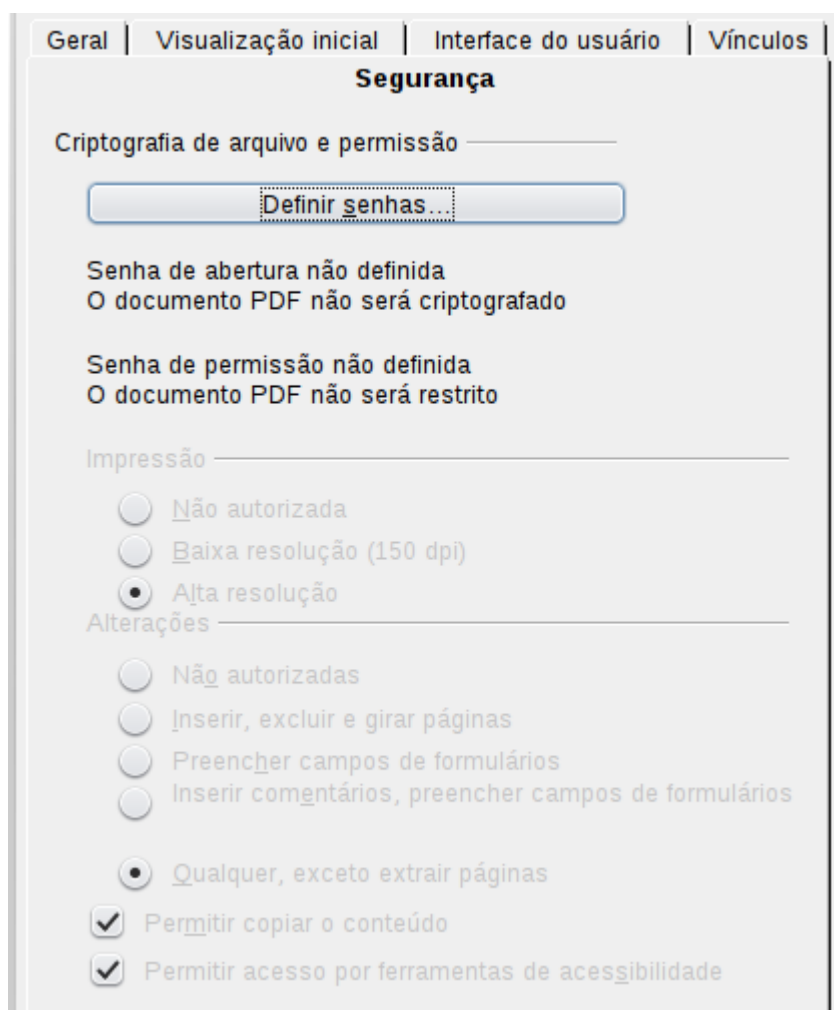 Geral Visualização inicial Interface do usuário Vínculos
Segurança
Criptografia de arquivo e permissão
Definir senhas...
Senha de abertura não definida
O documento PDF não será criptografado
Senha de permissão não definida
O documento PDF não será restrito
Impressão
Não autorizada
Baixa resolução (150 dpi)
Alta resolução
Alterações
Não autorizadas
Inserir, excluir e girar páginas
Preencher campos de formulários
Inserir comentários, preencher campos de formulários
Qualquer, exceto extrair páginas
Permitir copiar o conteúdo
Permitir acesso por ferramentas de acessibilidade